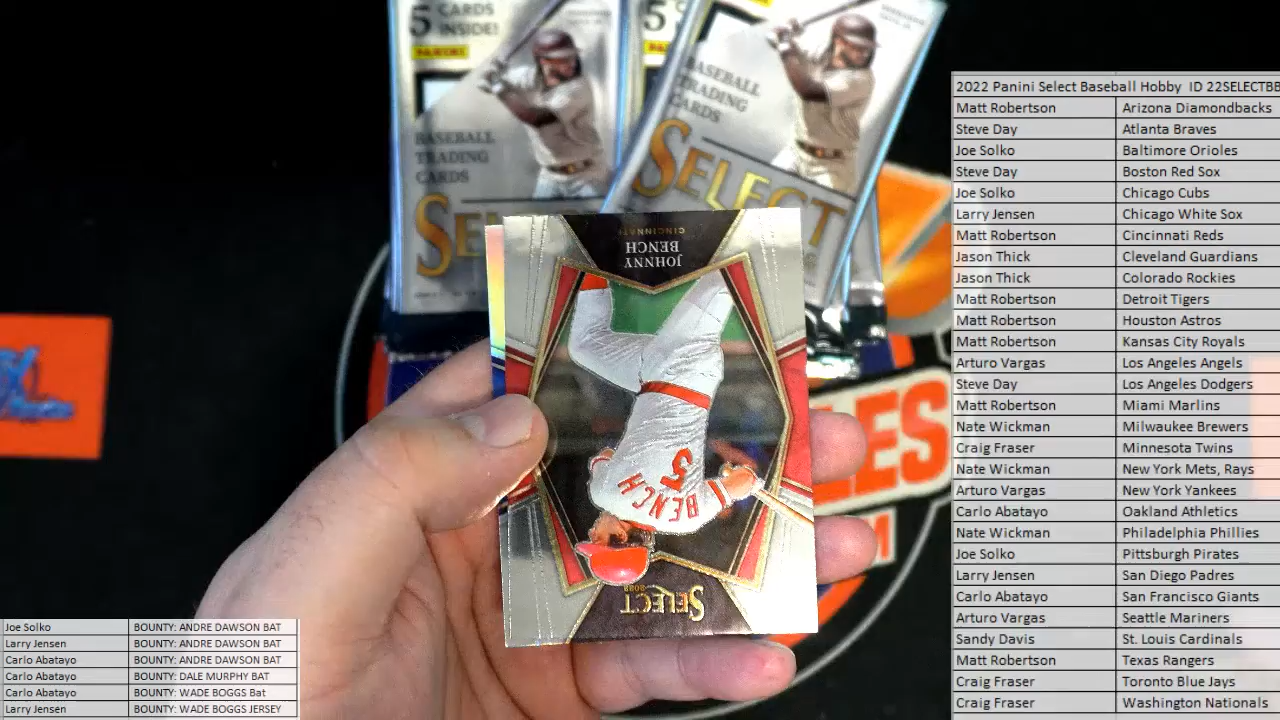 5 CARDS
INSIDE!
PANINI
BASEBALL
TRADING
CARDS
SE
5
BASEBALL
TRADING
CARDS
SELECT
JOHNNY
BENCH
CINCINNATI
BENCH
5
SELECT
2022
LES
2022 Panini Select Baseball Hobby ID 22SELECTBB
Matt Robertson Arizona Diamondbacks
Steve Day Atlanta Braves
Joe Solko Baltimore Orioles
Steve Day Boston Red Sox
Joe Solko Chicago Cubs
Larry Jensen Chicago White Sox
Matt Robertson Cincinnati Reds
Jason Thick Cleveland Guardians
Jason Thick Colorado Rockies
Matt Robertson Detroit Tigers
Matt Robertson Houston Astros
Matt Robertson Kansas City Royals
Arturo Vargas Los Angeles Angels
Steve Day Los Angeles Dodgers
Matt Robertson Miami Marlins
Nate Wickman Milwaukee Brewers
Craig Fraser Minnesota Twins
Nate Wickman New York Mets, Rays
Arturo Vargas New York Yankees
Carlo Abatayo Oakland Athletics
Nate Wickman Philadelphia Phillies
Joe Solko Pittsburgh Pirates
Larry Jensen San Diego Padres
Carlo Abatayo San Francisco Giants
Arturo Vargas Seattle Mariners
Sandy Davis St. Louis Cardinals
Matt Robertson Texas Rangers
Craig Fraser Toronto Blue Jays
Craig Fraser Washington Nationals
Joe Solko BOUNTY: ANDRE DAWSON BAT
Larry Jensen BOUNTY: ANDRE DAWSON BAT
Carlo Abatayo BOUNTY: ANDRE DAWSON BAT
Carlo Abatayo BOUNTY: DALE MURPHY BAT
Carlo Abatayo BOUNTY: WADE BOGGS Bat
Larry Jensen BOUNTY: WADE BOGGS JERSEY